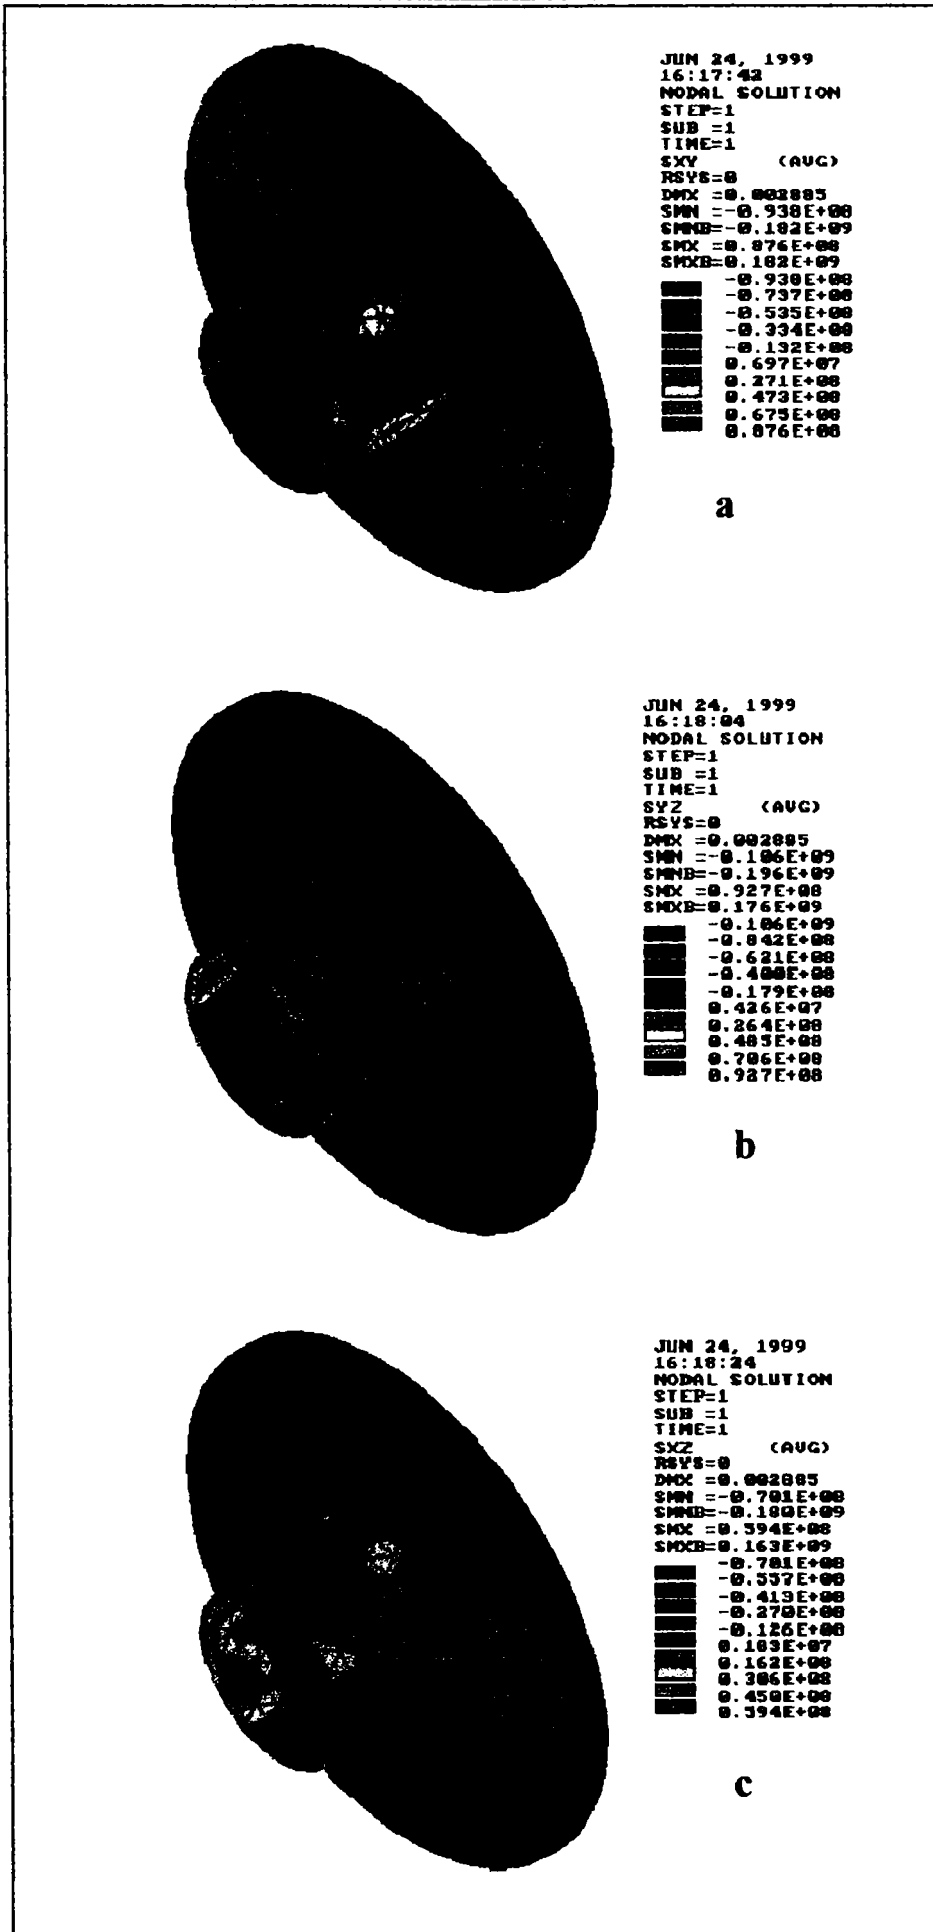 JUN 24, 1999
16:17:42
NODAL SOLUTION
STEP=1
SUB =1
TIME=1
SXY (AVG)
RSYS=0
DMX =0.002885
SMN =-0.938E+08
SMNB=-0.182E+09
SMX =0.876E+08
SMXB=0.182E+09
-0.938E+08
-0.737E+08
-0.535E+08
-0.334E+08
-0.132E+08
0.697E+07
0.271E+08
0.473E+08
0.675E+08
0.876E+08
a
JUN 24, 1999
16:18:04
NODAL SOLUTION
STEP=1
SUB =1
TIME=1
SYZ (AVG)
RSYS=0
DMX =0.002885
SMN =-0.106E+09
SMNB=-0.196E+09
SMX =0.927E+08
SMXB=0.176E+09
-0.106E+09
-0.842E+08
-0.621E+08
-0.400E+08
-0.179E+08
0.426E+07
0.264E+08
0.485E+08
0.706E+08
0.927E+08
b
JUN 24, 1999
16:18:24
NODAL SOLUTION
STEP=1
SUB =1
TIME=1
SXZ (AVG)
RSYS=0
DMX =0.002885
SMN =-0.701E+08
SMNB=-0.180E+09
SMX =0.594E+08
SMXB=0.163E+09
-0.701E+08
-0.557E+08
-0.413E+08
-0.270E+08
-0.126E+08
0.183E+07
0.162E+08
0.306E+08
0.450E+08
0.594E+08
c